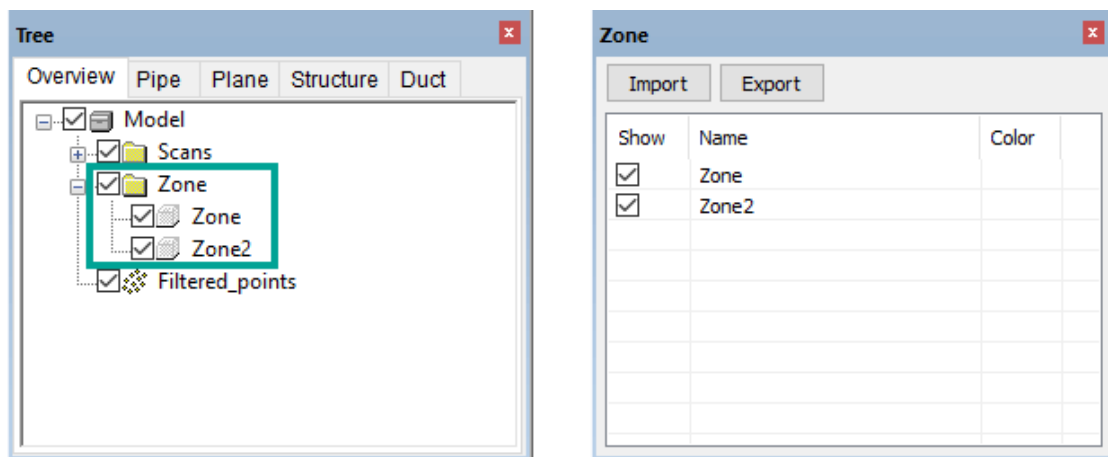 Tree
Overview Pipe Plane Structure Duct
Model
Scans
Zone
Zone
Zone2
Filtered_points
Zone
Import Export
Show Name Color
Zone
Zone2